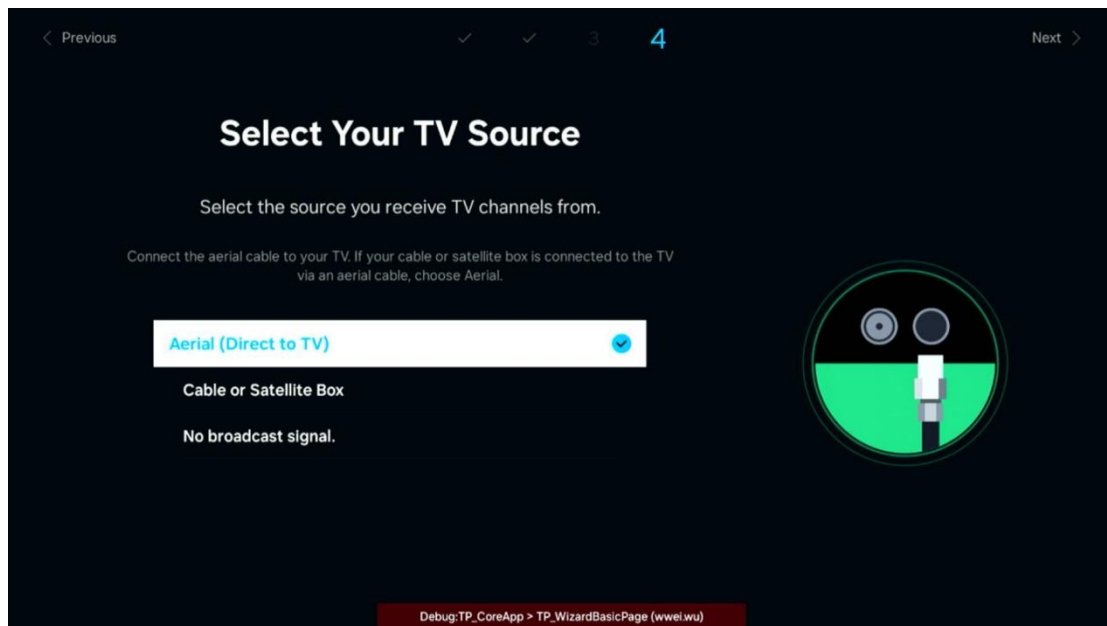 Previous
3
4
Next
Select Your TV Source
Select the source you receive TV channels from.
Connect the aerial cable to your TV. If your cable or satellite box is connected to the TV
via an aerial cable, choose Aerial.
Aerial (Direct to TV)
Cable or Satellite Box
No broadcast signal.
Debug:TP_CoreApp > TP_WizardBasicPage (wwei.wu)